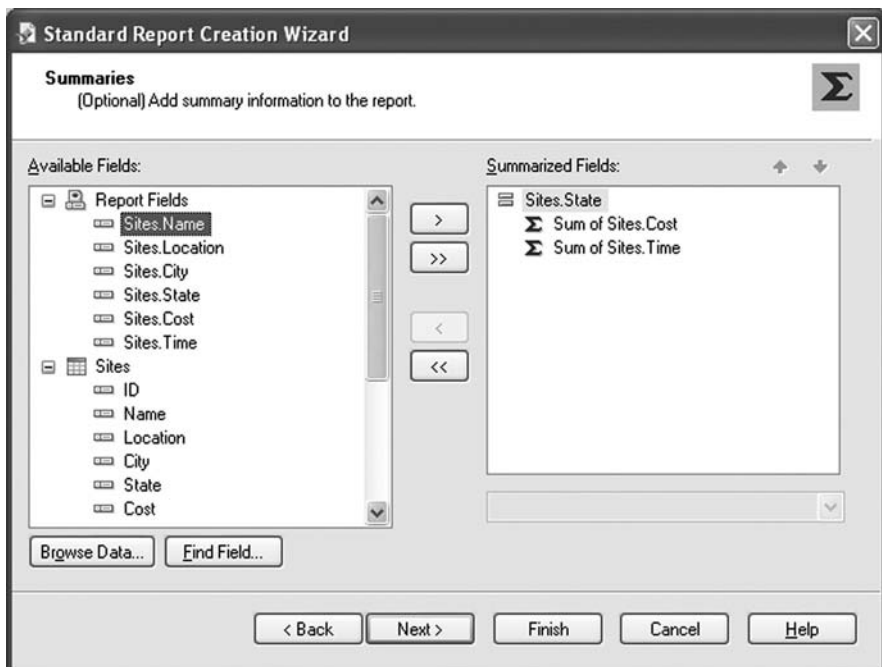 Standard Report Creation Wizard
Summaries
(Optional) Add summary information to the report.
Available Fields:
Report Fields
Sites.Name
Sites.Location
Sites.City
Sites.State
Sites.Cost
Sites.Time
Sites
ID
Name
Location
City
State
Cost
>
>>
<
<<
Summarized Fields:
Sites.State
Σ Sum of Sites.Cost
Σ Sum of Sites.Time
Browse Data...
Find Field...
< Back
Next >
Finish
Cancel
Help